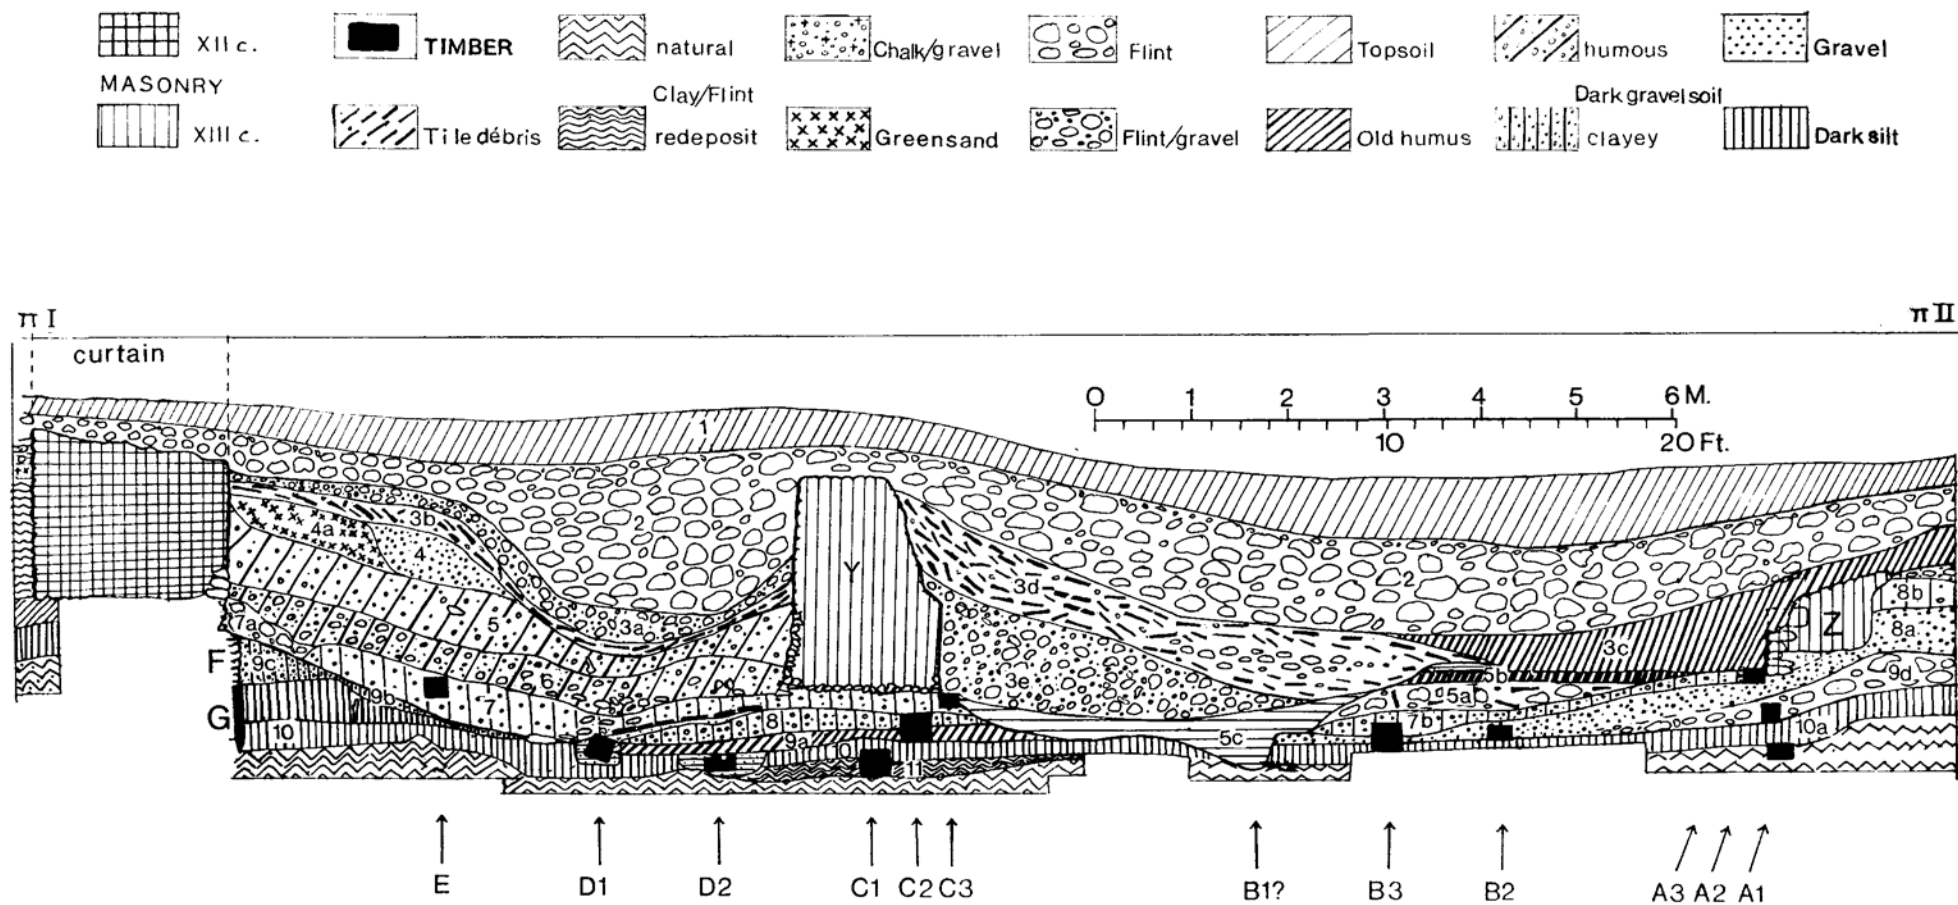 XII c. TIMBER natural Chalk/gravel Flint Topsoil humous Gravel
MASONRY Clay/Flint Dark gravel soil
XIII c. Tile débris redeposit Greensand Flint/gravel Old humus clayey Dark silt
π I π II
curtain
0 1 2 3 4 5 6 M.
10 20 Ft.
1
2
3b
4a
4
Y
3d
2
3a
5
3c
Z
8b
8a
7a
F
9c
6
3e
5b
5a
9d
9b
7
G
10
8
7b
9a
10
11
5c
10a
E D1 D2 C1 C2 C3 B1? B3 B2 A3 A2 A1